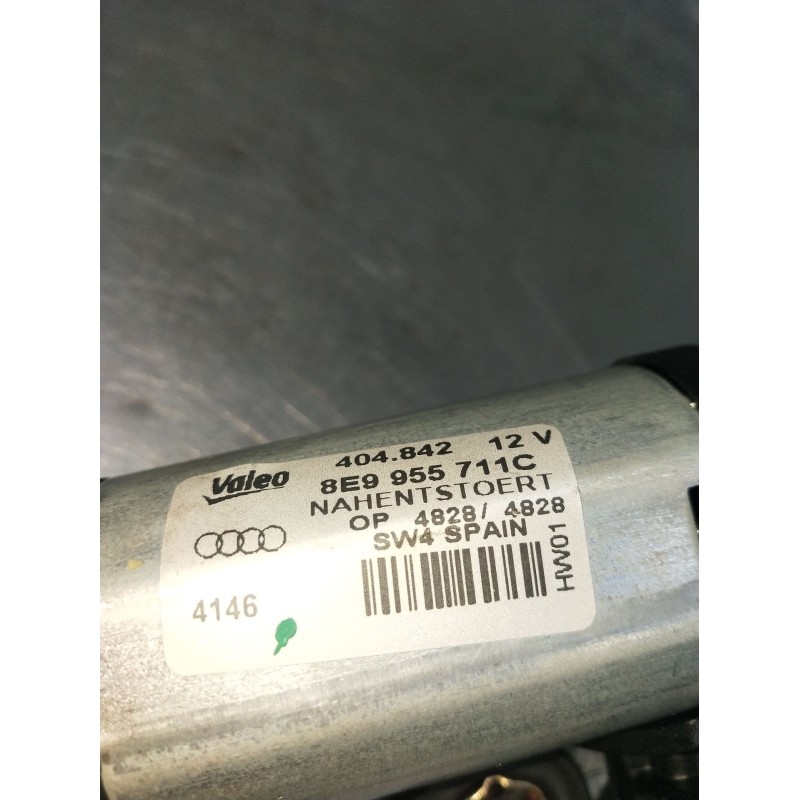 Valeo 404.842 12 V
8E9 955 711C
NAHENTSTOERT
OP 4828/ 4828
SW4 SPAIN
4146
HW01